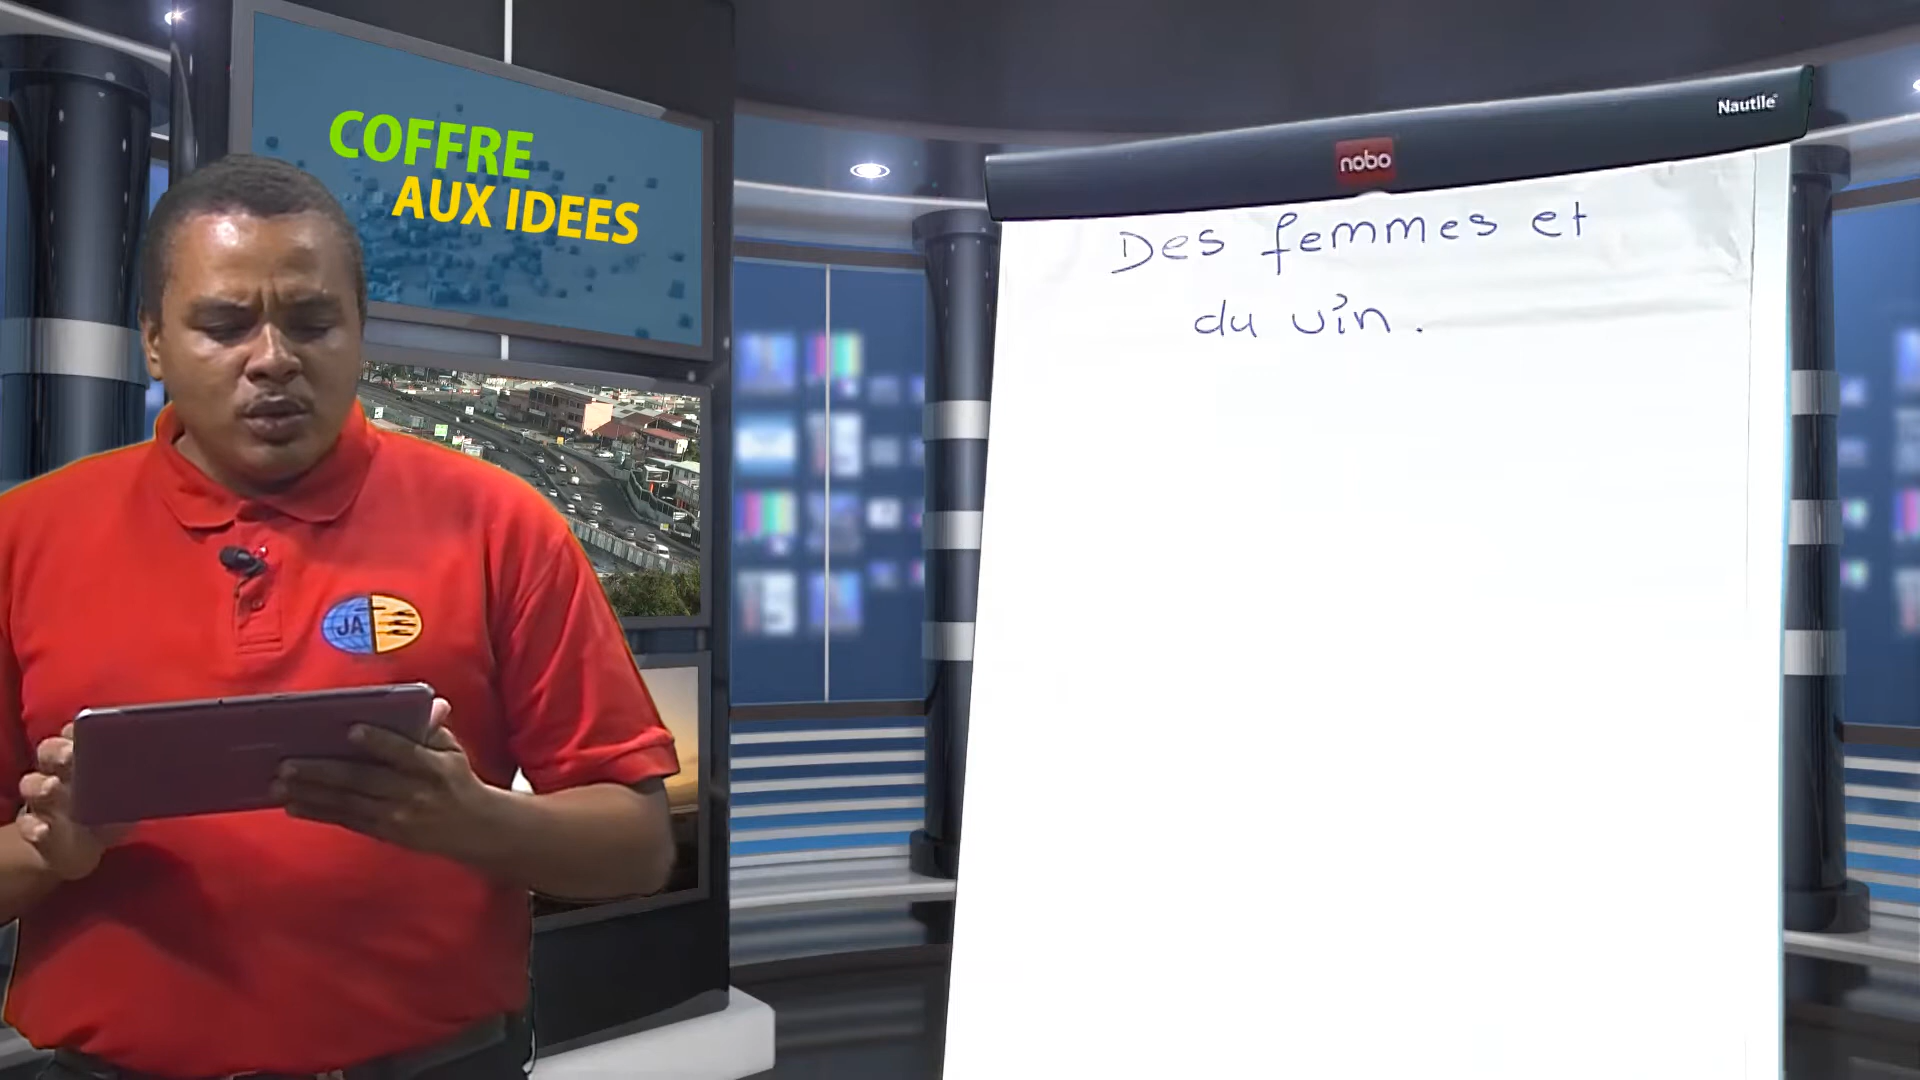 COFFRE
AUX IDEES
Nautile
nobo
Des femmes et
du vin.
JA